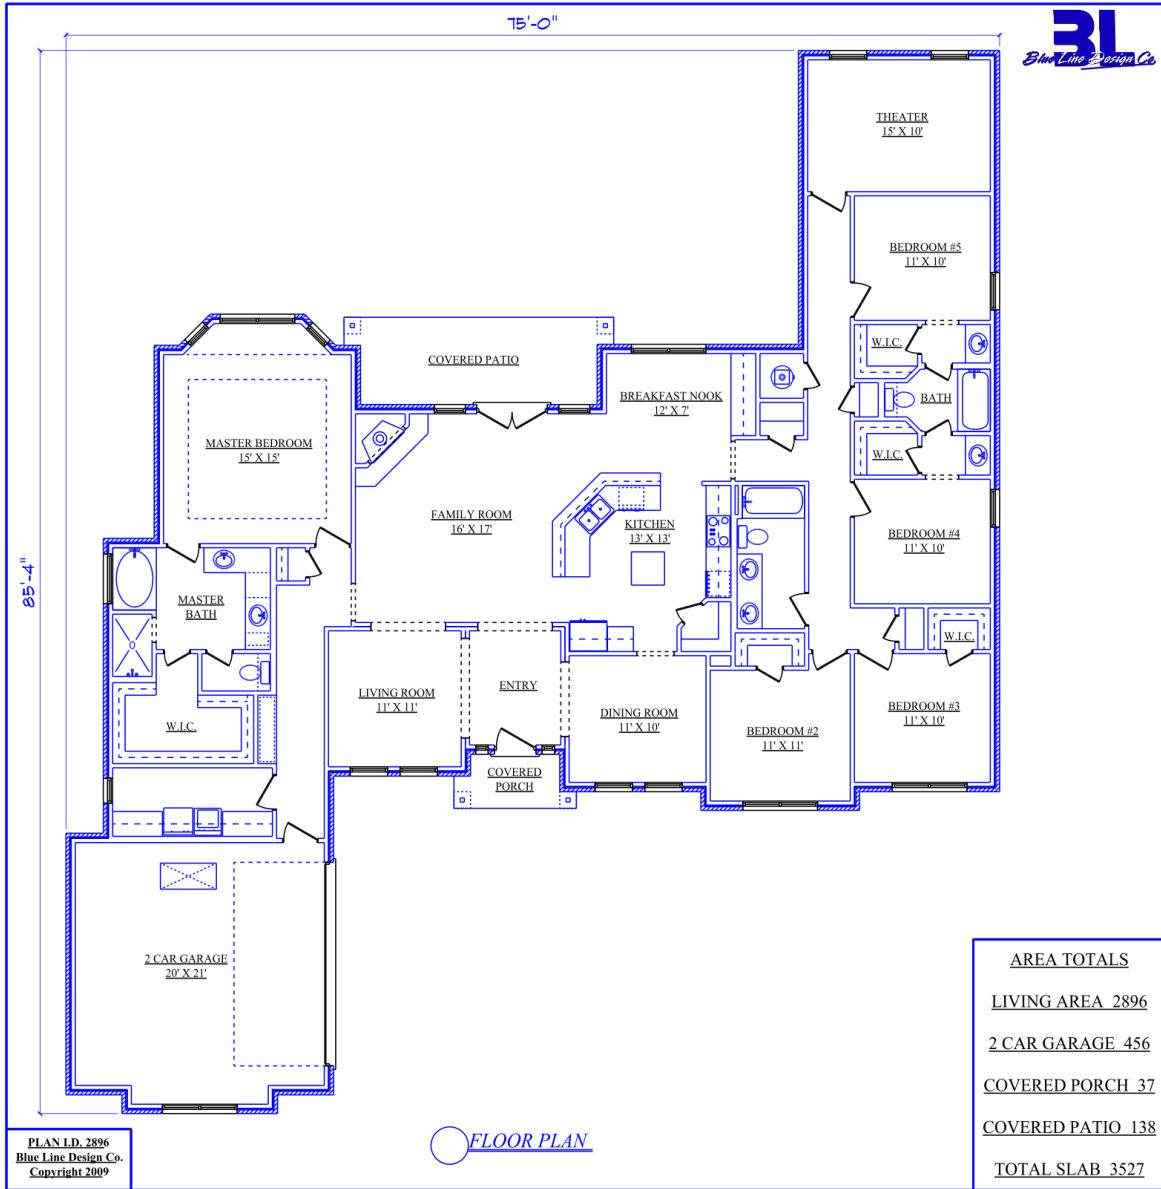 75'-0"
BL
Blue Line Design Co
THEATER
15' X 10'
BEDROOM #5
11' X 10'
W.I.C.
COVERED PATIO
BREAKFAST NOOK
12' X 7'
BATH
MASTER BEDROOM
15' X 15'
W.I.C.
FAMILY ROOM
16' X 17'
KITCHEN
13' X 13'
BEDROOM #4
11' X 10'
85'-4"
MASTER
BATH
W.I.C.
LIVING ROOM
11' X 11'
ENTRY
DINING ROOM
11' X 10'
BEDROOM #2
11' X 11'
BEDROOM #3
11' X 10'
W.I.C.
COVERED
PORCH
2 CAR GARAGE
20' X 21'
AREA TOTALS
LIVING AREA 2896
2 CAR GARAGE 456
COVERED PORCH 37
COVERED PATIO 138
TOTAL SLAB 3527
FLOOR PLAN
PLAN I.D. 2896
Blue Line Design Co.
Copyright 2009